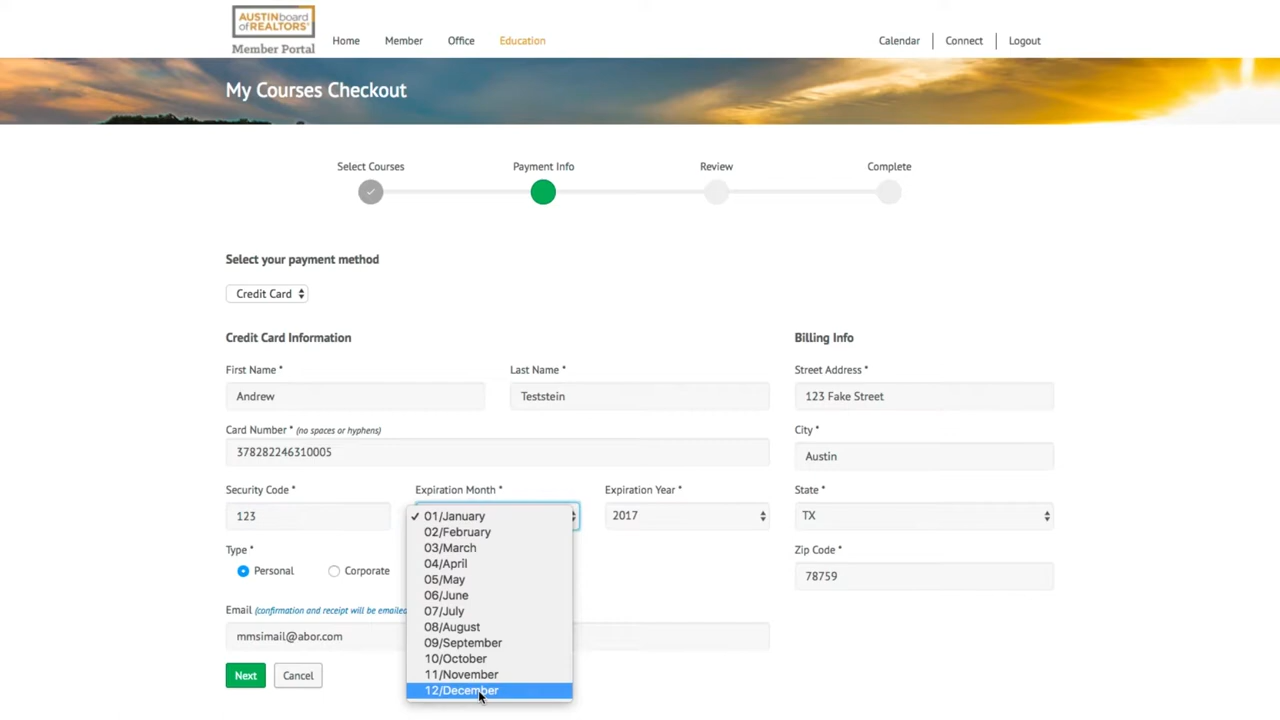 AUSTINboard
of REALTORS®
Member Portal
Home Member Office Education
Calendar Connect Logout
My Courses Checkout
Select Courses Payment Info Review Complete
Select your payment method
Credit Card
Credit Card Information
Billing Info
First Name * Last Name * Street Address *
Andrew Teststein 123 Fake Street
Card Number * (no spaces or hyphens) City *
378282246310005 Austin
Security Code * Expiration Month * Expiration Year * State *
123 ✓ 01/January 2017 TX
02/February
03/March
Type * Zip Code *
04/April
Personal Corporate 78759
05/May
06/June
Email (confirmation and receipt will be emailed
07/July
08/August
mmsimail@abor.com
09/September
10/October
Next Cancel 11/November
12/December